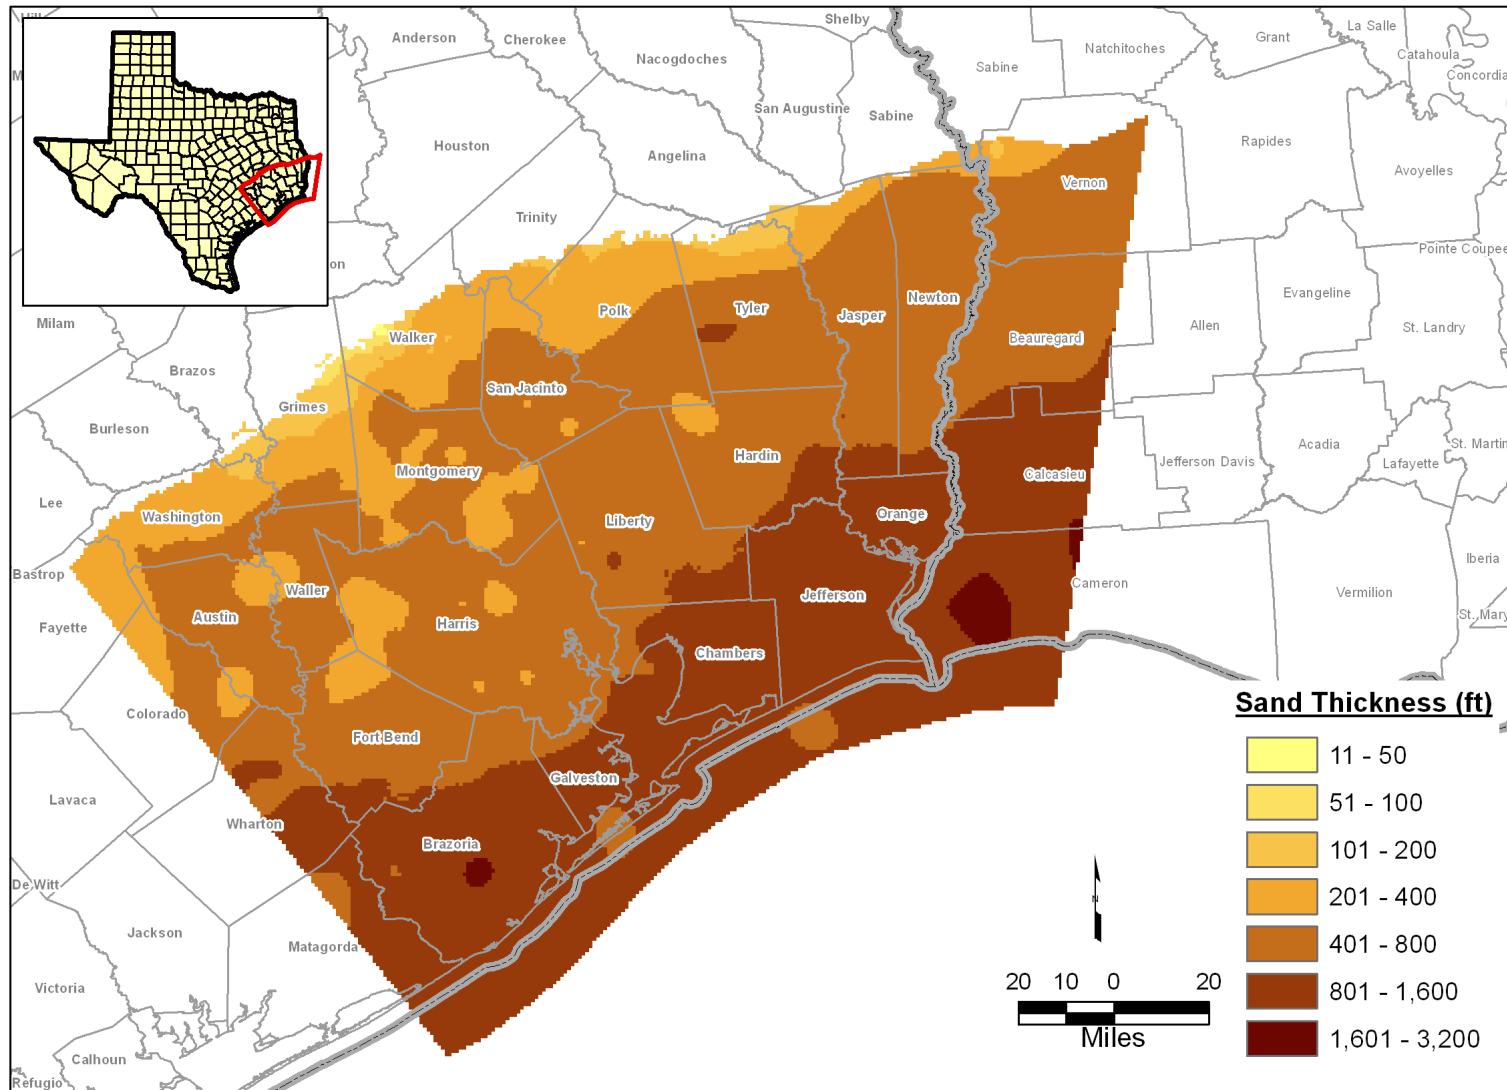 Shelby
Anderson
Cherokee
Nacogdoches
Sabine
Natchitoches
Grant
La Salle
Catahoula
Concordia
San Augustine
Sabine
Houston
Angelina
Rapides
Avoyelles
Vernon
Trinity
Pointe Coupee
Milam
Walker
Polk
Tyler
Jasper
Newton
Beauregard
Allen
Evangeline
St. Landry
Brazos
San Jacinto
Grimes
Burleson
Montgomery
Hardin
Calcasieu
Jefferson Davis
Acadia
Lafayette
St. Martin
Lee
Washington
Liberty
Orange
Bastrop
Iberia
Fayette
Austin
Waller
Harris
Jefferson
Cameron
Vermilion
St. Mary
Chambers
Colorado
Fort Bend
Galveston
Lavaca
Wharton
Brazoria
De Witt
Jackson
Matagorda
Victoria
Calhoun
Refugio
Sand Thickness (ft)
11 - 50
51 - 100
101 - 200
201 - 400
401 - 800
801 - 1,600
1,601 - 3,200
N
20 10 0 20
Miles